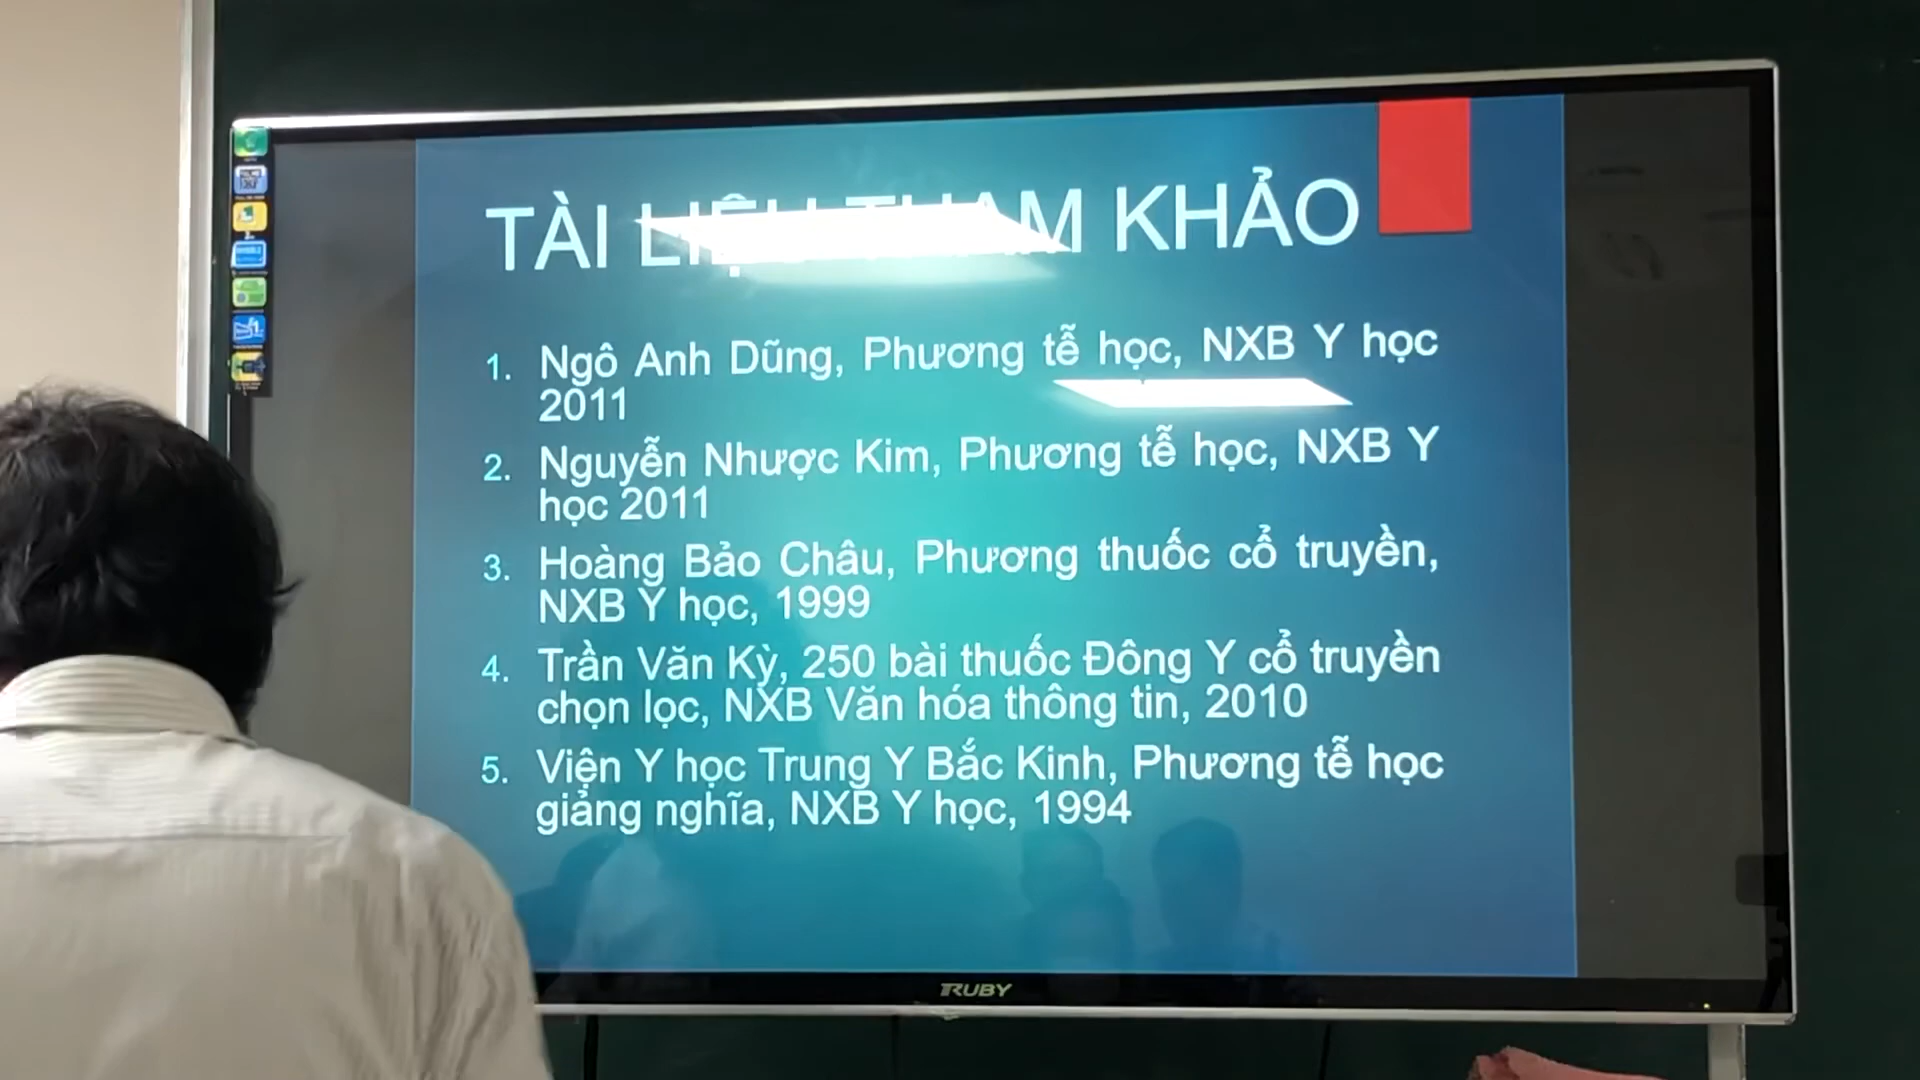 TÀI LIỆU THAM KHẢO
1. Ngô Anh Dũng, Phương tễ học, NXB Y học
2011
2. Nguyễn Nhược Kim, Phương tễ học, NXB Y
học 2011
3. Hoàng Bảo Châu, Phương thuốc cổ truyền,
NXB Y học, 1999
4. Trần Văn Kỳ, 250 bài thuốc Đông Y cổ truyền
chọn lọc, NXB Văn hóa thông tin, 2010
5. Viện Y học Trung Y Bắc Kinh, Phương tễ học
giảng nghĩa, NXB Y học, 1994
RUBY